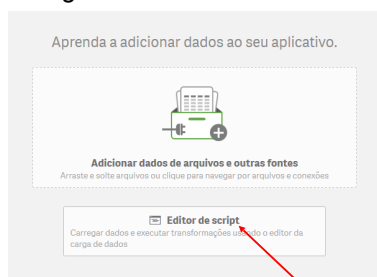 Aprenda a adicionar dados ao seu aplicativo.
Adicionar dados de arquivos e outras fontes
Arraste e solte arquivos ou clique para navegar por arquivos e conexões
Editor de script
Carregar dados e executar transformações usando o editor da
carga de dados